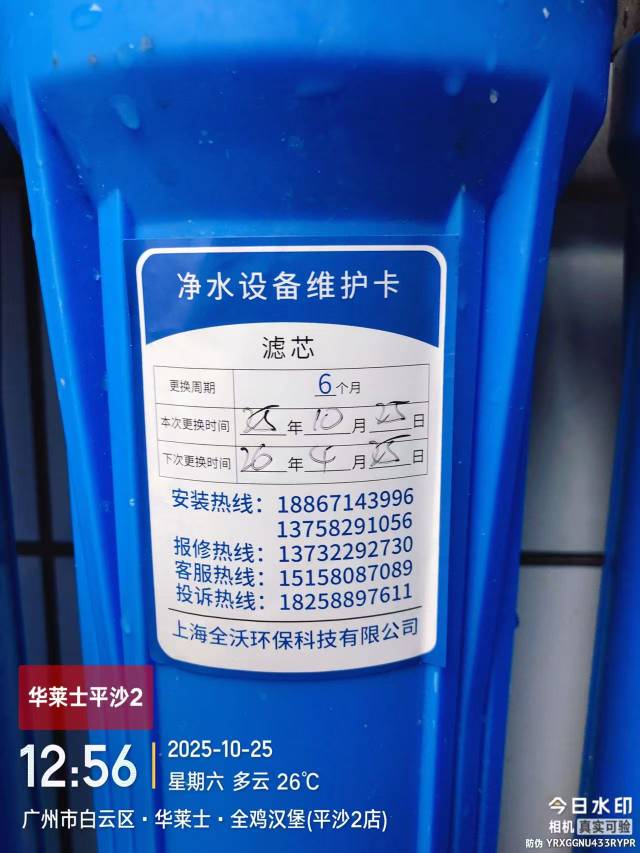 净水设备维护卡
滤芯
更换周期 6个月
本次更换时间 25年10月25日
下次更换时间 26年4月25日
安装热线：18867143996
13758291056
报修热线：13732292730
客服热线：15158087089
投诉热线：18258897611
上海全沃环保科技有限公司
华莱士平沙2
12:56
2025-10-25
星期六 多云 26℃
广州市白云区·华莱士·全鸡汉堡(平沙2店)
今日水印
相机 真实可验
防伪 YRXGGNU433RYPR